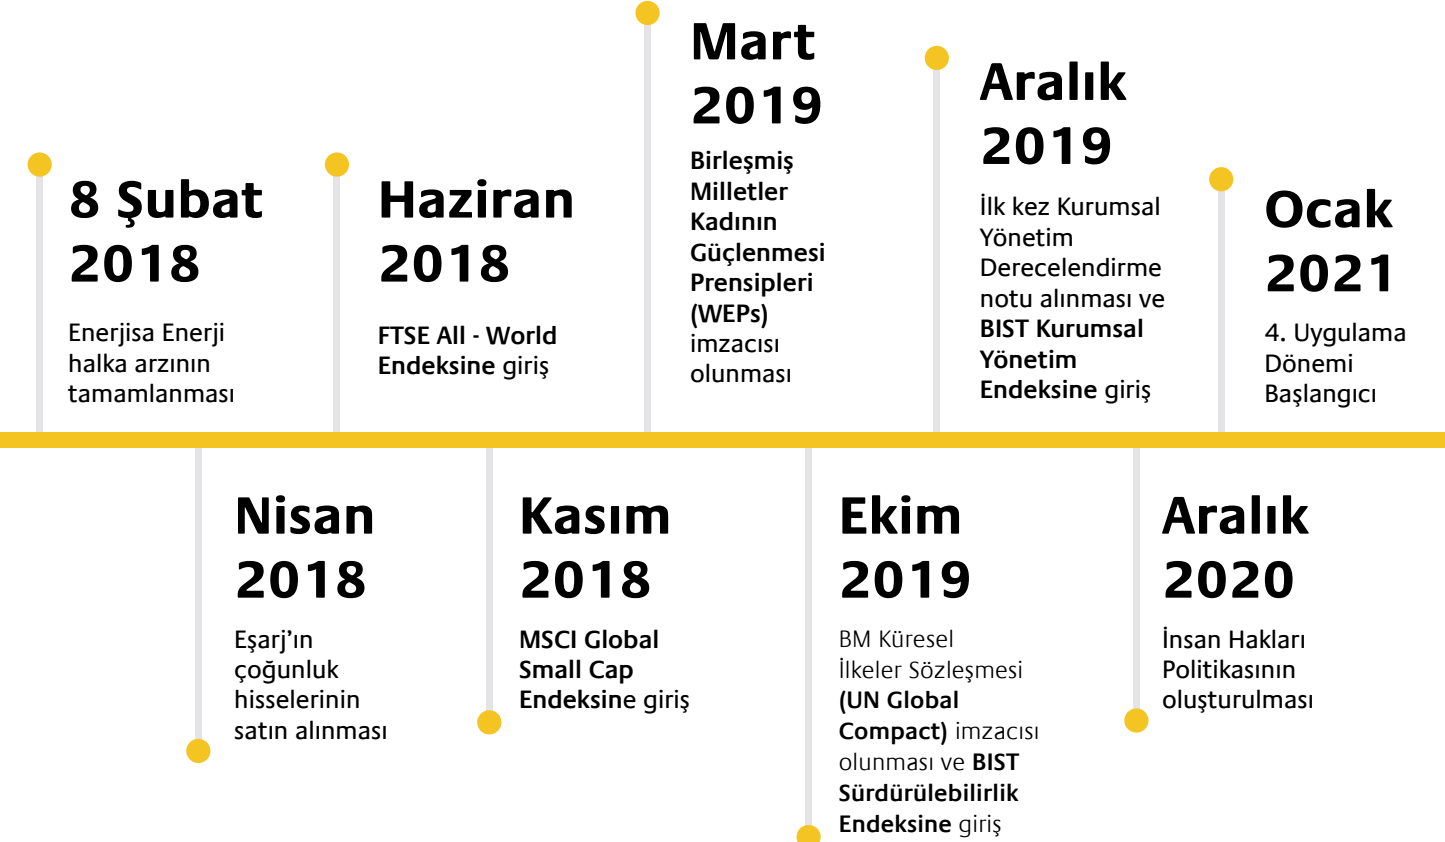 8 Şubat
2018
Enerjisa Enerji
halka arzının
tamamlanması
Nisan
2018
Eşarj’ın
çoğunluk
hisselerinin
satın alınması
Haziran
2018
FTSE All - World
Endeksine giriş
Kasım
2018
MSCI Global
Small Cap
Endeksine giriş
Mart
2019
Birleşmiş
Milletler
Kadının
Güçlenmesi
Prensipleri
(WEPs)
imzacısı
olunması
Ekim
2019
BM Küresel
İlkeler Sözleşmesi
(UN Global
Compact) imzacısı
olunması ve BIST
Sürdürülebilirlik
Endeksine giriş
Aralık
2019
İlk kez Kurumsal
Yönetim
Derecelendirme
notu alınması ve
BIST Kurumsal
Yönetim
Endeksine giriş
Aralık
2020
İnsan Hakları
Politikasının
oluşturulması
Ocak
2021
4. Uygulama
Dönemi
Başlangıcı